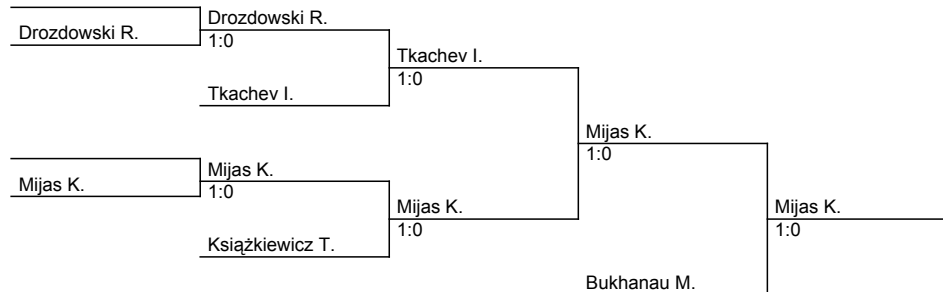 Drozdowski R.
Drozdowski R.
1:0
Tkachev I.
1:0
Tkachev I.
Mijas K.
1:0
Mijas K.
Mijas K.
1:0
Mijas K.
1:0
Mijas K.
1:0
Książkiewicz T.
Bukhanau M.